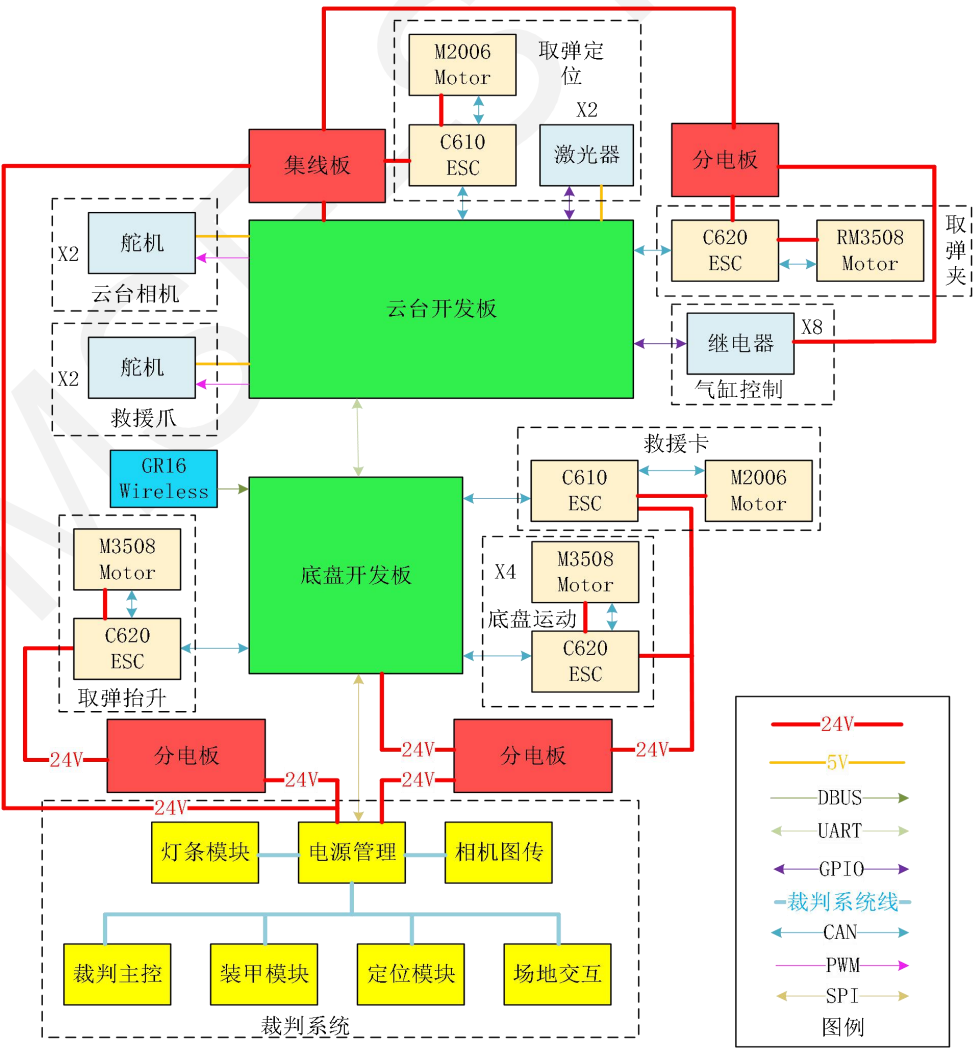 M2006
Motor
取弹定
位
X2
C610
ESC
激光器
集线板
分电板
X2
舵机
云台相机
C620
ESC
RM3508
Motor
取
弹
夹
云台开发板
继电器
X8
气缸控制
X2
舵机
救援爪
救援卡
GR16
Wireless
C610
ESC
M2006
Motor
M3508
Motor
底盘开发板
X4
M3508
Motor
底盘运动
C620
ESC
C620
ESC
取弹抬升
24V
分电板
24V
24V
24V
分电板
24V
24V
灯条模块
电源管理
相机图传
裁判主控
装甲模块
定位模块
场地交互
裁判系统
24V
5V
DBUS
UART
GPIO
裁判系统线
CAN
PWM
SPI
图例